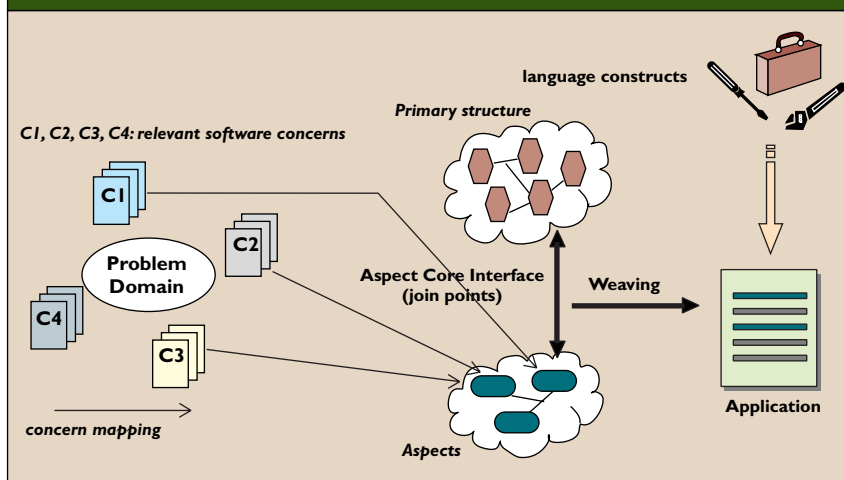 language constructs
Primary structure
C1, C2, C3, C4: relevant software concerns
C1
C2
Problem
Domain
Aspect Core Interface
(join points)
Weaving
C4
C3
Application
concern mapping
Aspects